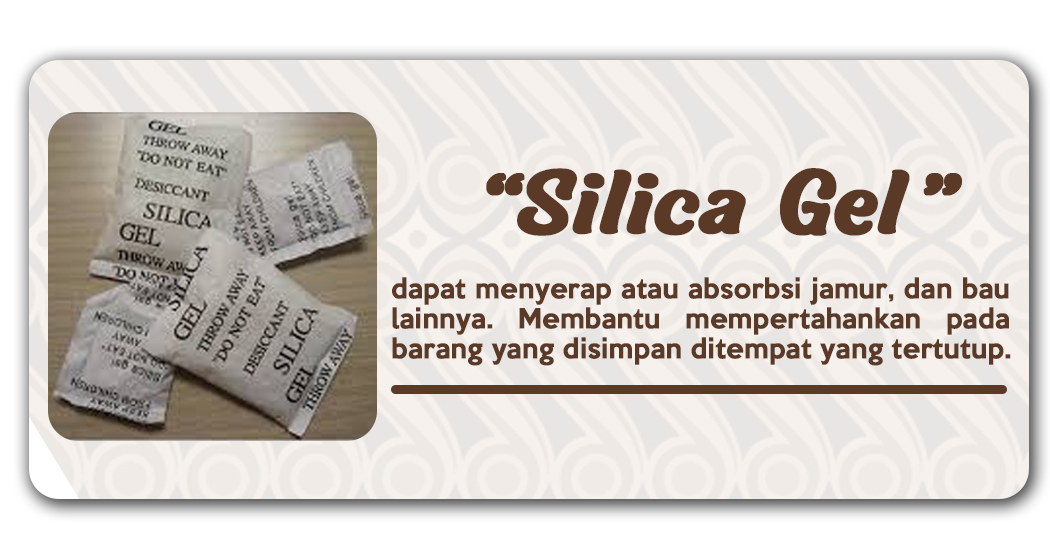 GEL
THROW AWAY
"DO NOT EAT"
DESICCANT
SILICA
GEL
THROW AW
"DO NOT
SILICA
GEL
THROW AWAY
"DO NOT EAT"
DESICCANT
SILICA
GEL
THROW AWAY
“Silica Gel”
dapat menyerap atau absorbsi jamur, dan bau
lainnya. Membantu mempertahankan pada
barang yang disimpan ditempat yang tertutup.